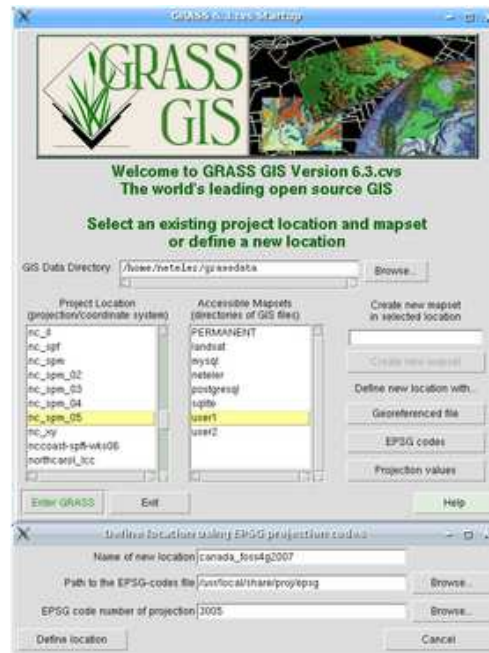 GRASS 6.3.cvs Startup
GRASS
GIS
Welcome to GRASS GIS Version 6.3.cvs
The world's leading open source GIS
Select an existing project location and mapset
or define a new location
GIS Data Directory: /home/neteler/grassdata Browse...
Project Location
(projection/coordinate system)
nc_spf
nc_spm
nc_spm_02
nc_spm_03
nc_spm_04
nc_spm_05
nc_xy
nccoast-spft-wks06
northcarol_lcc
Accessible Mapsets
(directories of GIS files)
PERMANENT
landsat
mysql
neteler
postgresql
sqlite
user1
user2
Create new mapset
in selected location
Create new mapset
Define new location with...
Georeferenced file
EPSG codes
Projection values
Enter GRASS Exit Help
Define location using EPSG projection codes
Name of new location canada_foss4g2007
Path to the EPSG-codes file /usr/local/share/proj/epsg Browse...
EPSG code number of projection 3005 Browse...
Define location Cancel